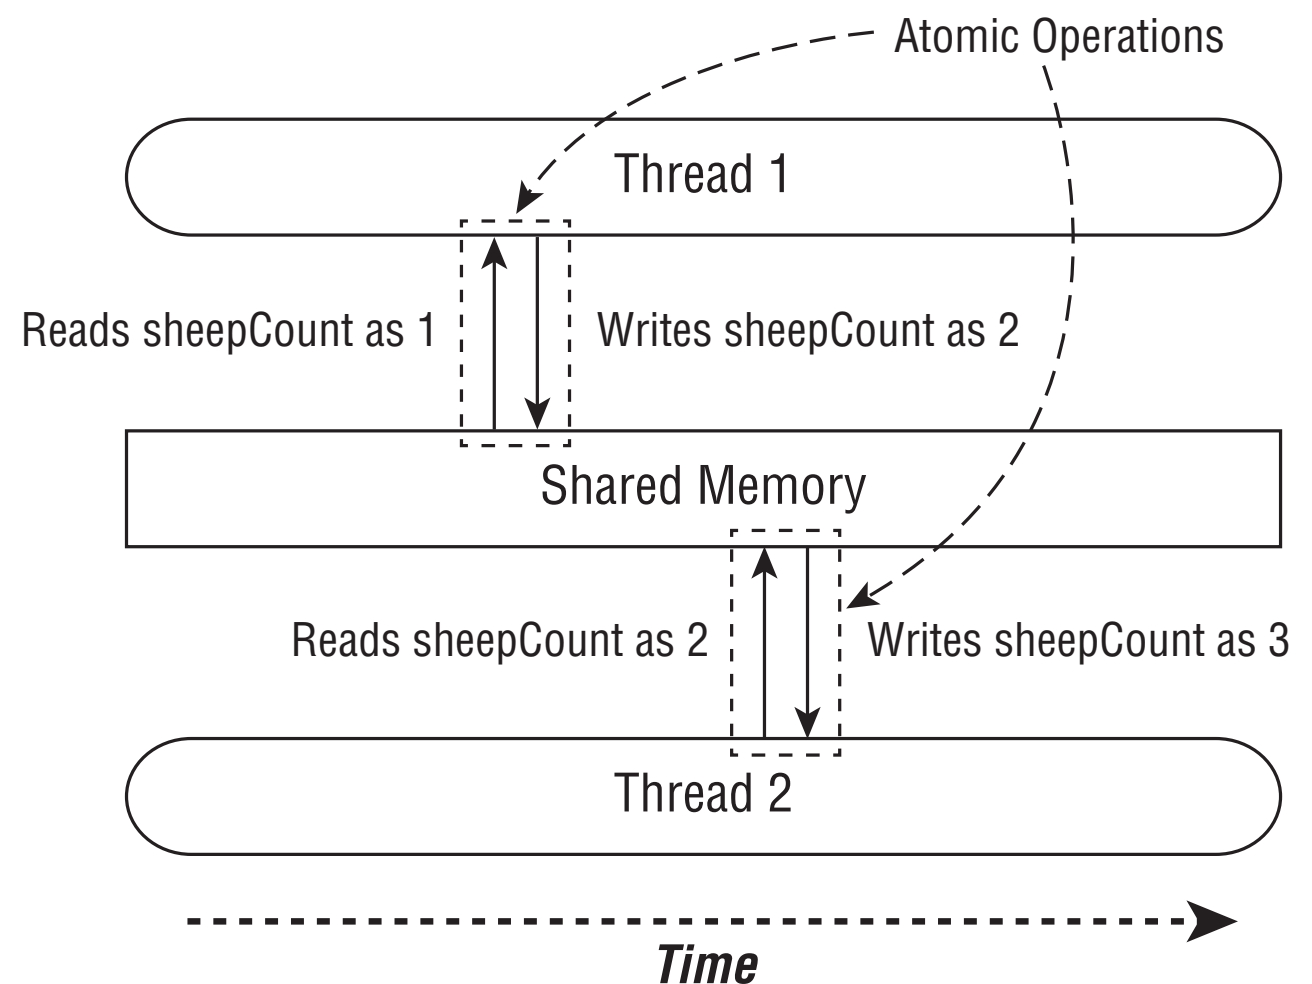 Atomic Operations
Thread 1
Reads sheepCount as 1
Writes sheepCount as 2
Shared Memory
Reads sheepCount as 2
Writes sheepCount as 3
Thread 2
Time